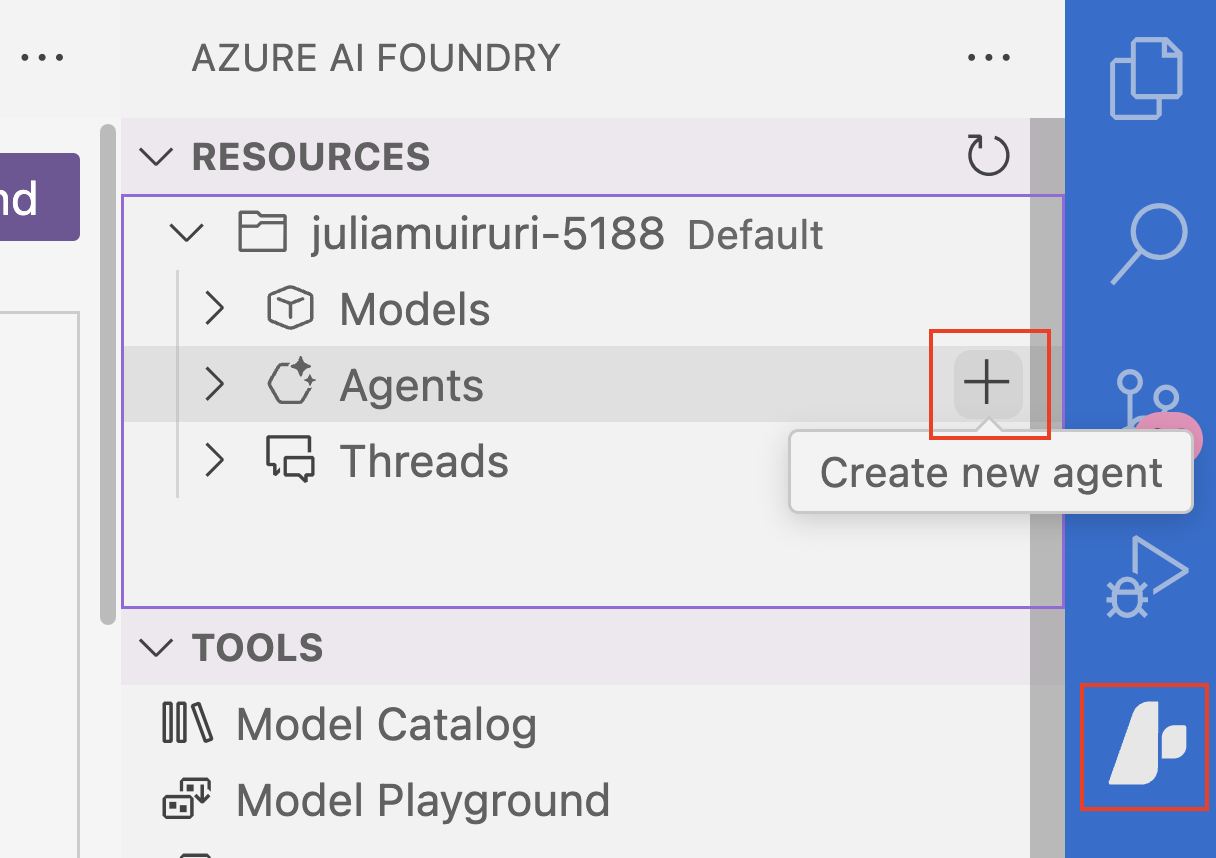 AZURE AI FOUNDRY
nd
RESOURCES
juliamuiruri-5188 Default
Models
Agents
Threads
Create new agent
TOOLS
Model Catalog
Model Playground